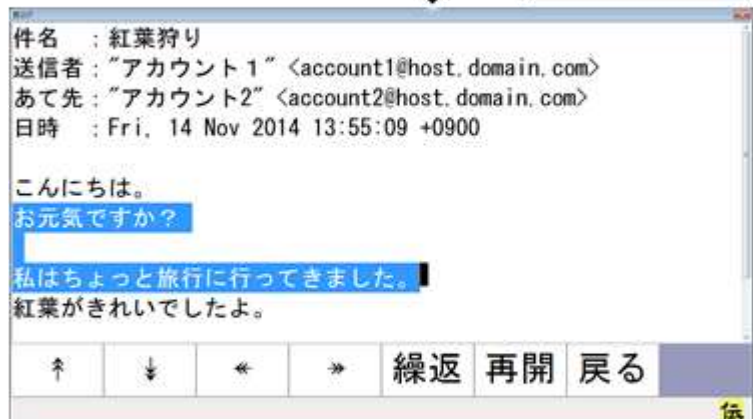 件名　：紅葉狩り
送信者："アカウント１" <account1@host.domain.com>
あて先："アカウント2" <account2@host.domain.com>
日時　：Fri, 14 Nov 2014 13:55:09 +0900
こんにちは。
お元気ですか？
私はちょっと旅行に行ってきました。
紅葉がきれいでしたよ。
↟ ↡ ↞ ↠ 繰返 再開 戻る
伝